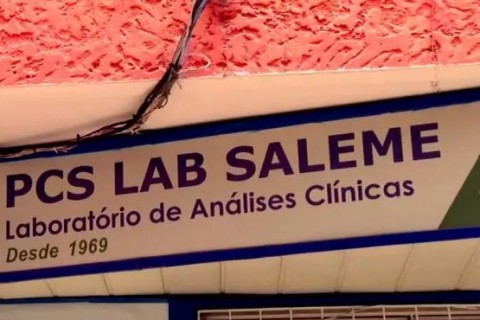 PCS LAB SALEME
Laboratório de Análises Clínicas
Desde 1969